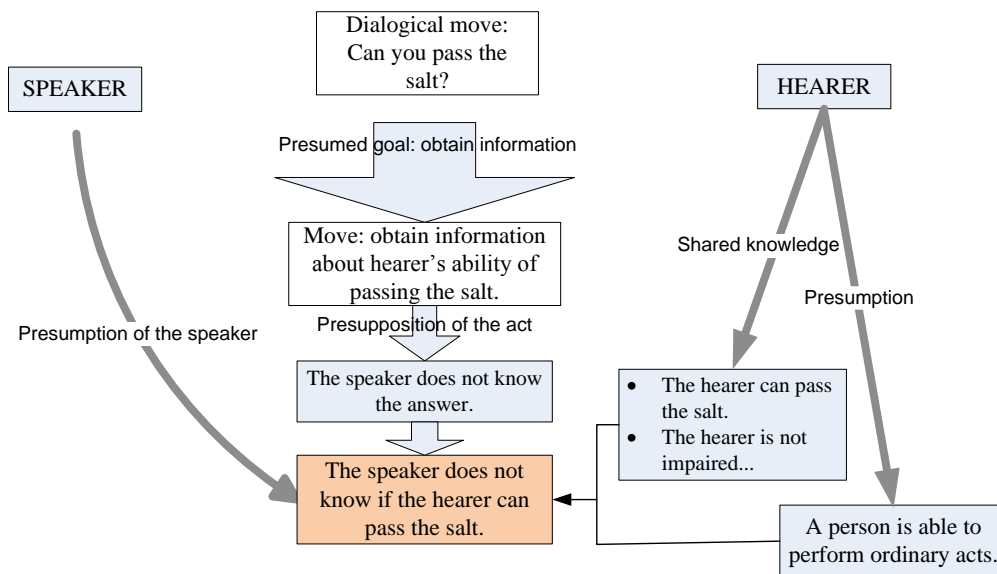 Dialogical move:
Can you pass the
salt?
SPEAKER
HEARER
Presumed goal: obtain information
Move: obtain information
about hearer’s ability of
passing the salt.
Shared knowledge
Presumption
Presumption of the speaker
Presupposition of the act
The speaker does not know
the answer.
• The hearer can pass
the salt.
• The hearer is not
impaired...
The speaker does not
know if the hearer can
pass the salt.
A person is able to
perform ordinary acts.